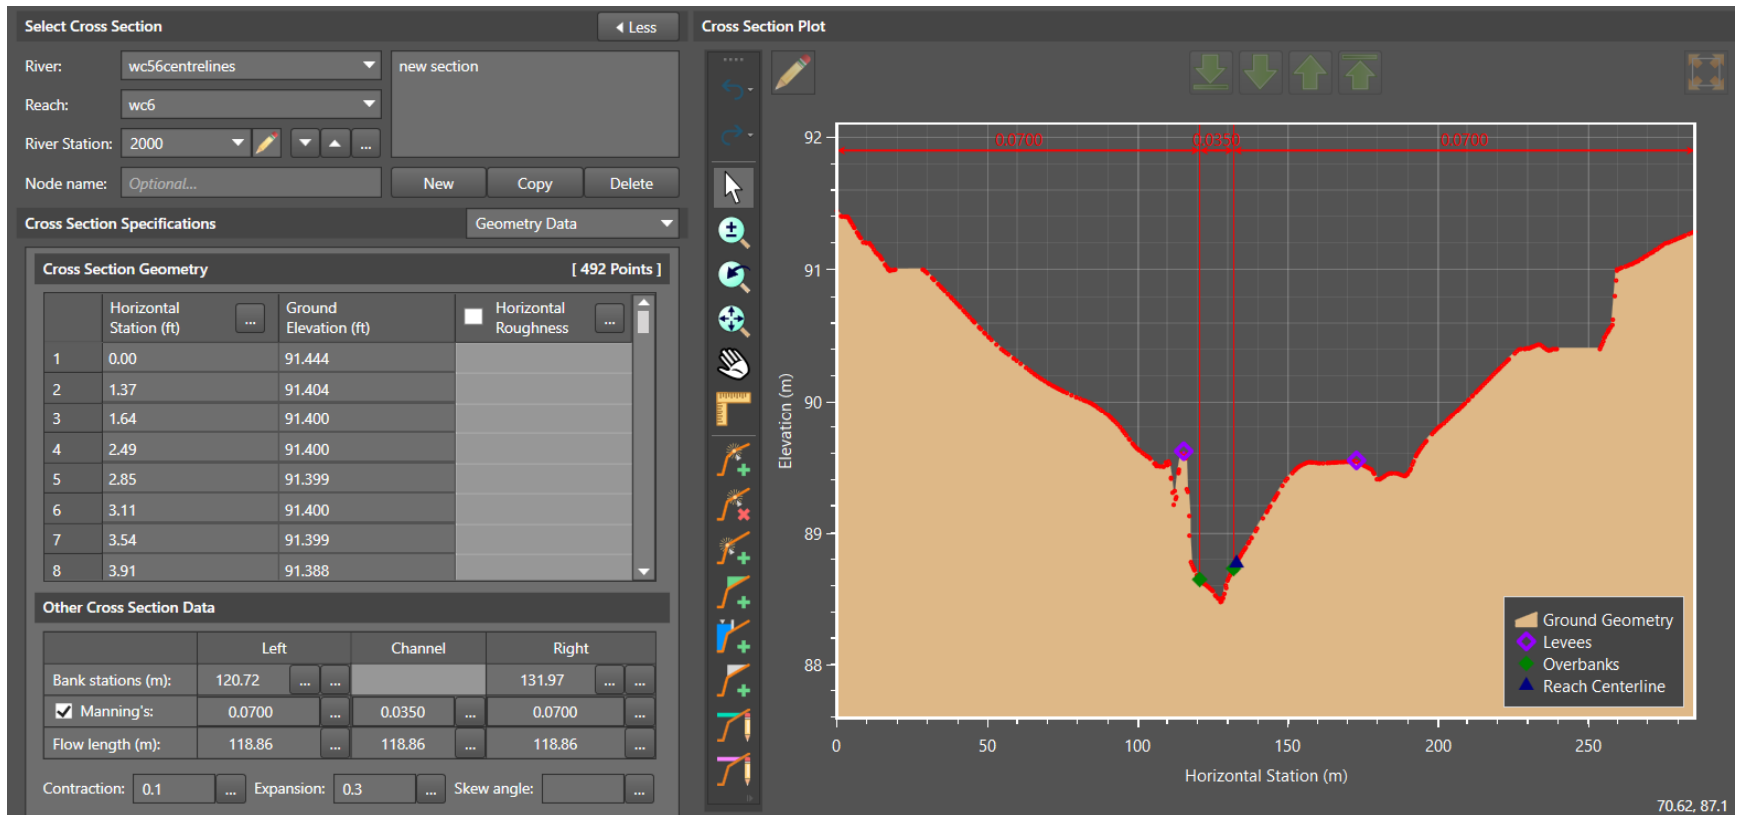 Select Cross Section
Less
River:
wc56centrelines
new section
Reach:
wc6
River Station:
2000
...
Node name:
Optional...
New
Copy
Delete
Cross Section Specifications
Geometry Data
Cross Section Geometry
[ 492 Points ]
Horizontal Station (ft)
...
Ground Elevation (ft)
Horizontal Roughness
...
1 0.00 91.444
2 1.37 91.404
3 1.64 91.400
4 2.49 91.400
5 2.85 91.399
6 3.11 91.400
7 3.54 91.399
8 3.91 91.388
Other Cross Section Data
Left Channel Right
Bank stations (m): 120.72 ... ... 131.97 ... ...
Manning's: 0.0700 ... 0.0350 ... 0.0700 ...
Flow length (m): 118.86 ... 118.86 ... 118.86 ...
Contraction: 0.1 ... Expansion: 0.3 ... Skew angle: ...
Cross Section Plot
0.0700 0.0350 0.0700
92
91
90
89
88
Elevation (m)
0 50 100 150 200 250
Horizontal Station (m)
Ground Geometry
Levees
Overbanks
Reach Centerline
70.62, 87.1